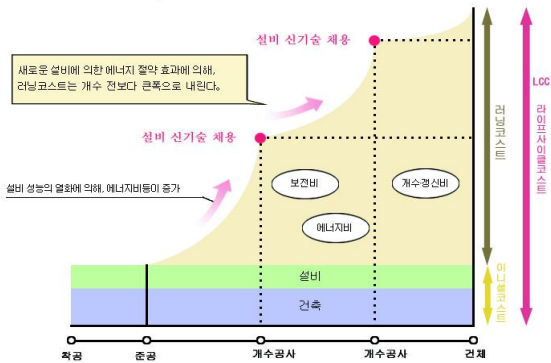 설비 신기술 채용
새로운 설비에 의한 에너지 절약 효과에 의해,
러닝코스트는 개수 전보다 큰폭으로 내린다.
설비 신기술 채용
설비 성능의 열화에 의해, 에너지비등이 증가
보전비
개수갱신비
에너지비
설비
건축
러닝코스트
이니셜코스트
LCC
라이프사이클코스트
착공
준공
개수공사
개수공사
건체